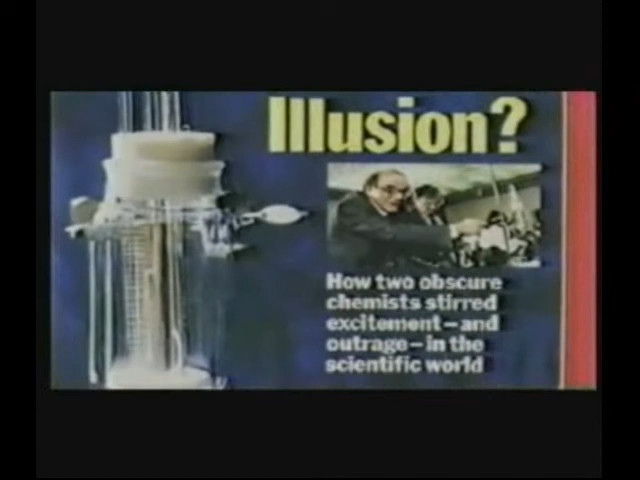 Illusion?
How two obscure
chemists stirred
excitement–and
outrage–in the
scientific world